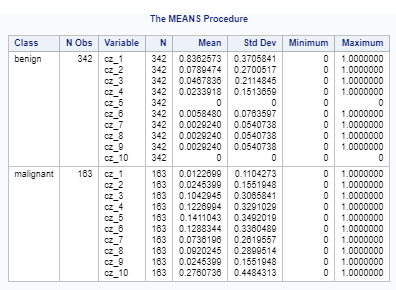 The MEANS Procedure
Class N Obs Variable N Mean Std Dev Minimum Maximum
benign 342 cz_1 342 0.8362573 0.3705841 0 1.0000000
cz_2 342 0.0789474 0.2700517 0 1.0000000
cz_3 342 0.0467836 0.2114845 0 1.0000000
cz_4 342 0.0233918 0.1513659 0 1.0000000
cz_5 342 0 0 0 0
cz_6 342 0.0058480 0.0763597 0 1.0000000
cz_7 342 0.0029240 0.0540738 0 1.0000000
cz_8 342 0.0029240 0.0540738 0 1.0000000
cz_9 342 0.0029240 0.0540738 0 1.0000000
cz_10 342 0 0 0 0
malignant 163 cz_1 163 0.0122699 0.1104273 0 1.0000000
cz_2 163 0.0245399 0.1551948 0 1.0000000
cz_3 163 0.1042945 0.3065841 0 1.0000000
cz_4 163 0.1226994 0.3291029 0 1.0000000
cz_5 163 0.1411043 0.3492019 0 1.0000000
cz_6 163 0.1288344 0.3360489 0 1.0000000
cz_7 163 0.0736196 0.2619557 0 1.0000000
cz_8 163 0.0920245 0.2899514 0 1.0000000
cz_9 163 0.0245399 0.1551948 0 1.0000000
cz_10 163 0.2760736 0.4484313 0 1.0000000